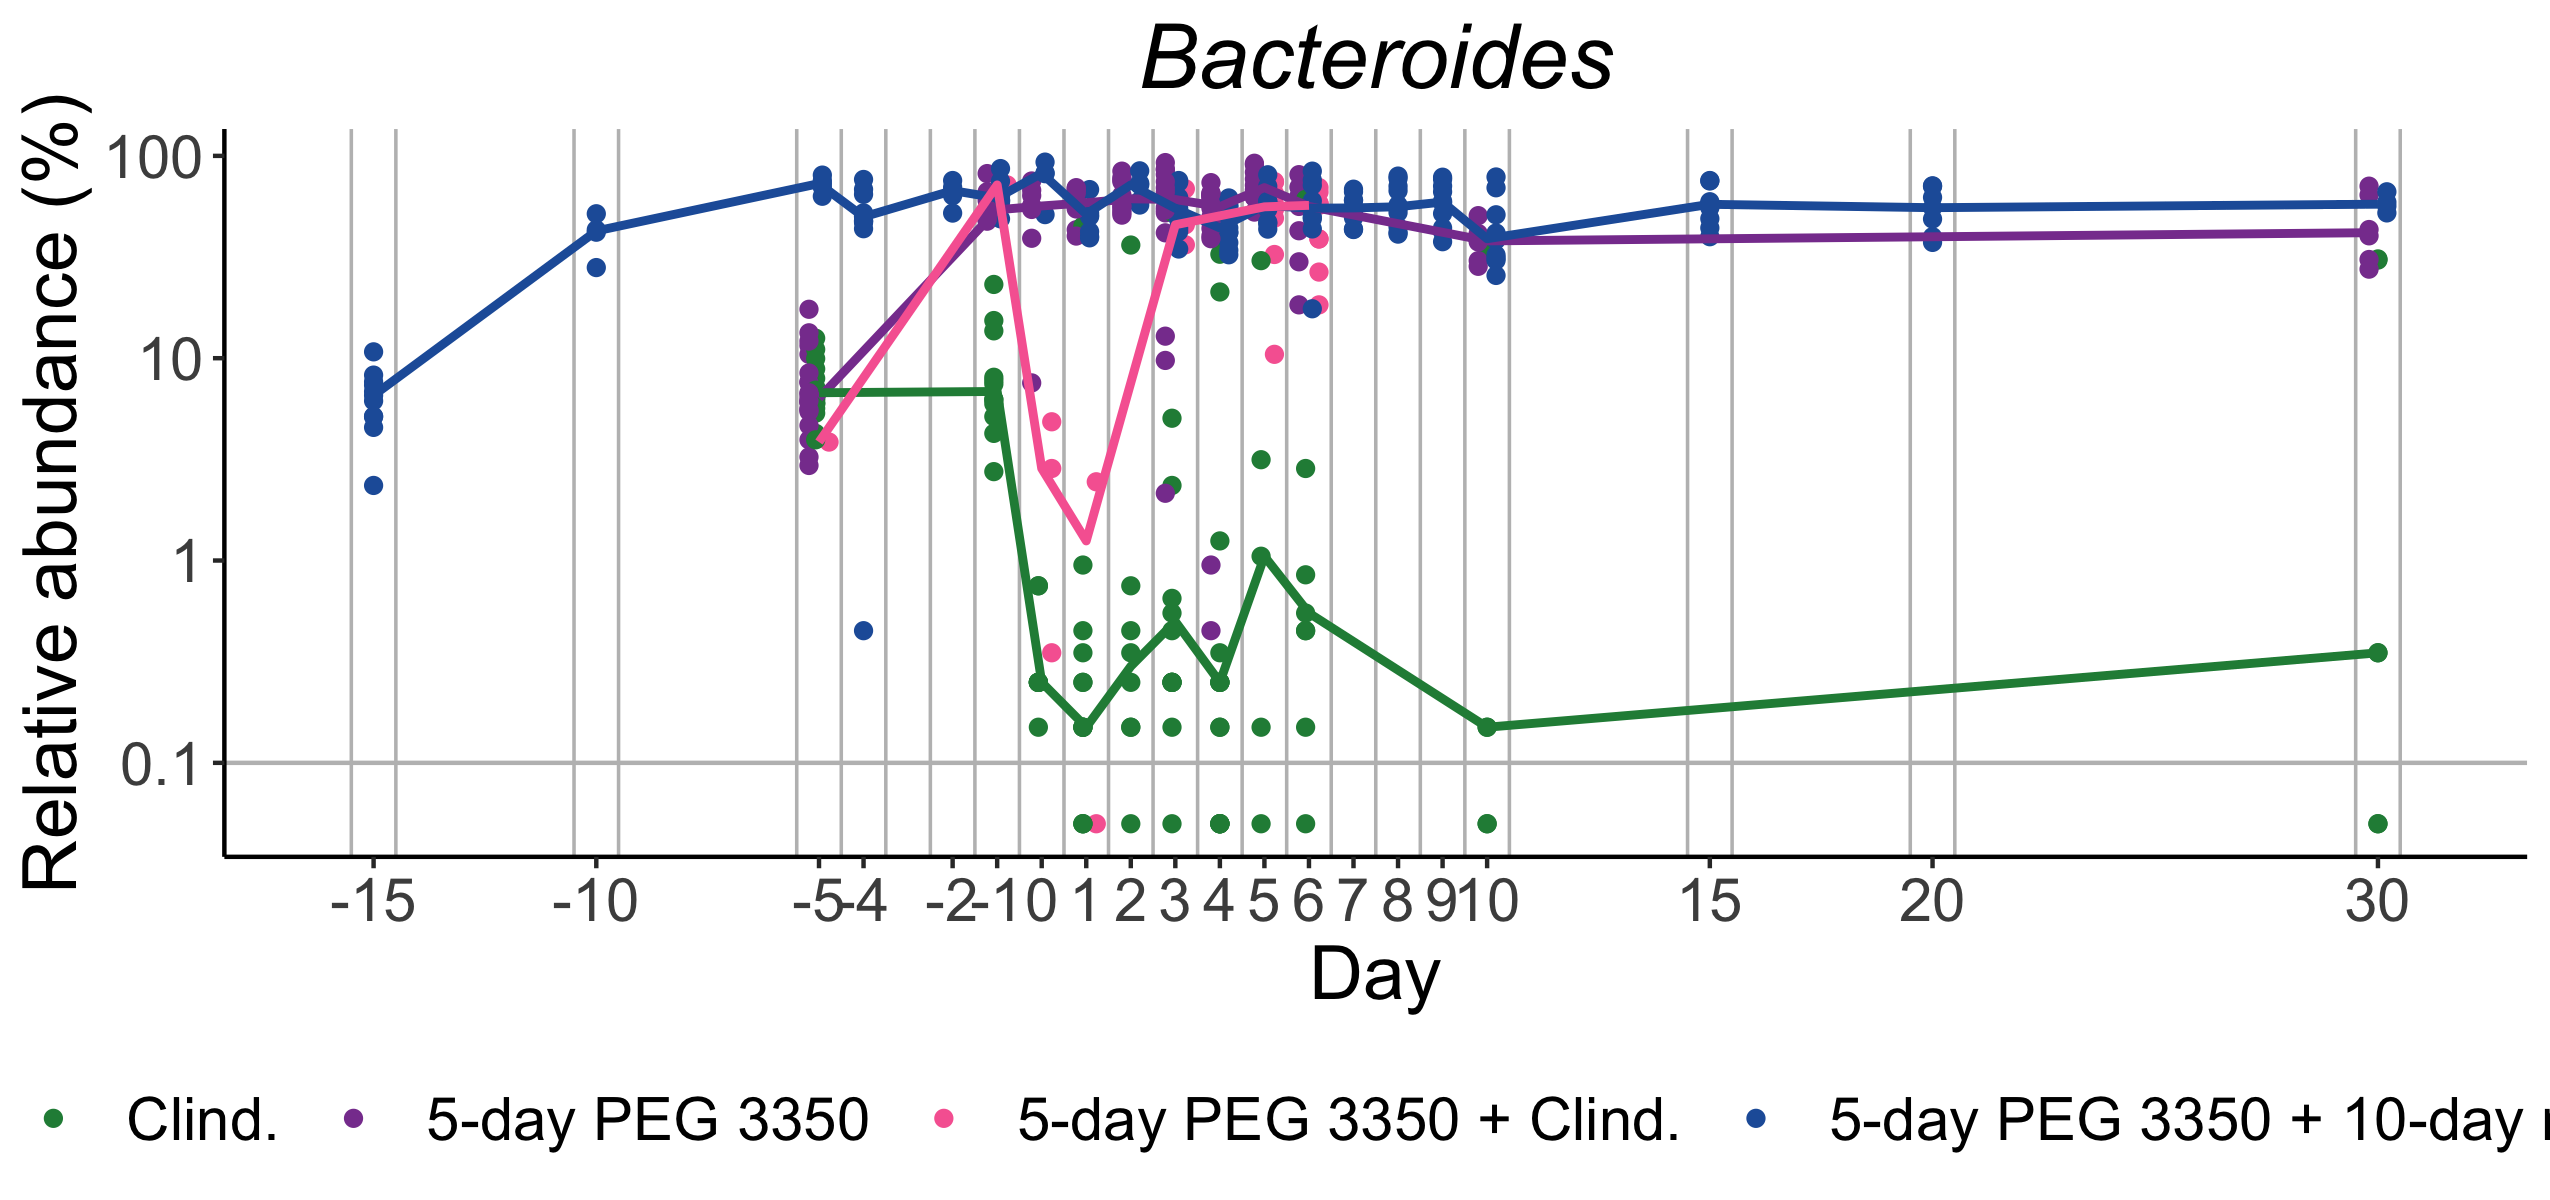 Bacteroides
Relative abundance (%)
100
10
1
0.1
-15 -10 -5 -4 -2 -1 0 1 2 3 4 5 6 7 8 9 10 15 20 30
Day
Clind. 5-day PEG 3350 5-day PEG 3350 + Clind. 5-day PEG 3350 + 10-day